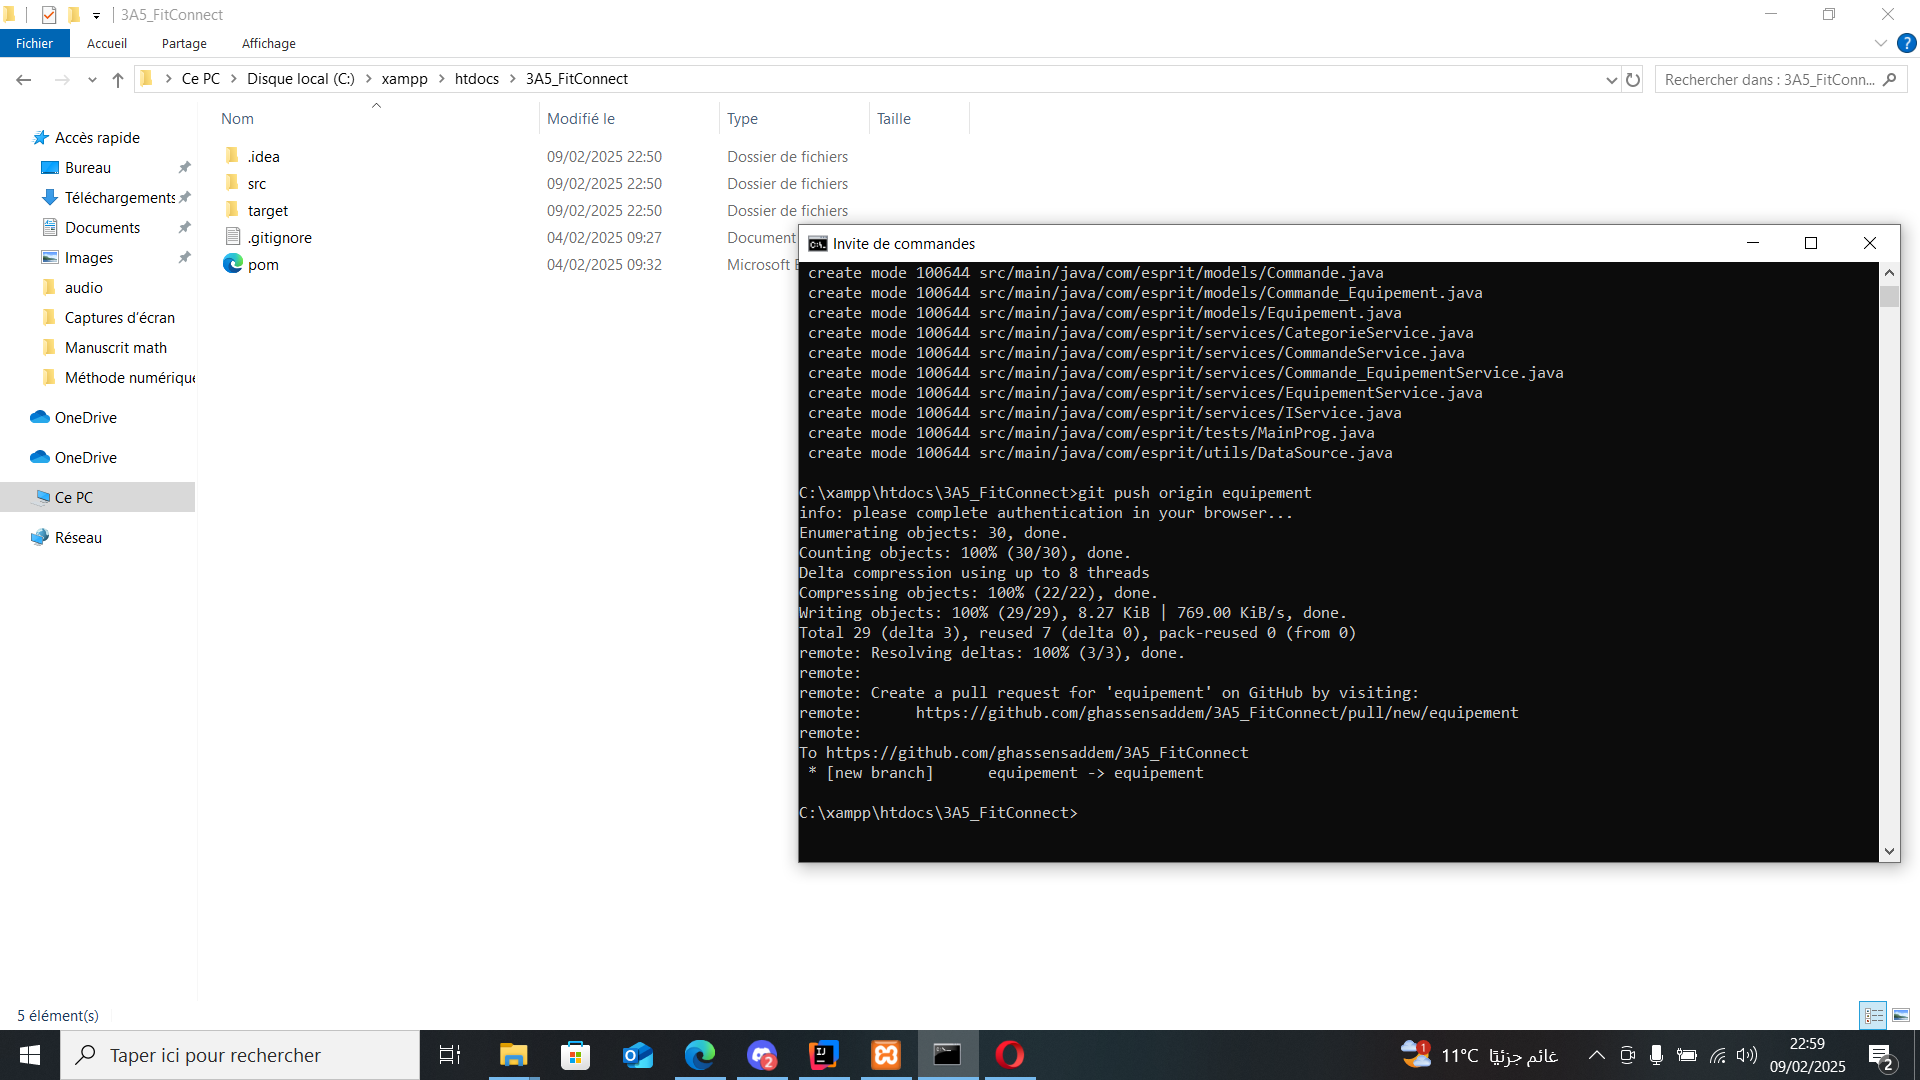 3A5_FitConnect
Fichier
Accueil
Partage
Affichage
?
Ce PC
Disque local (C:)
xampp
htdocs
3A5_FitConnect
Rechercher dans : 3A5_FitConn...
Nom
Modifié le
Type
Taille
Accès rapide
Bureau
Téléchargements
Documents
Images
audio
Captures d’écran
Manuscrit math
Méthode numérique
OneDrive
OneDrive
Ce PC
Réseau
.idea 09/02/2025 22:50 Dossier de fichiers
src 09/02/2025 22:50 Dossier de fichiers
target 09/02/2025 22:50 Dossier de fichiers
.gitignore 04/02/2025 09:27 Document
pom 04/02/2025 09:32 Microsoft
Invite de commandes
create mode 100644 src/main/java/com/esprit/models/Commande.java
create mode 100644 src/main/java/com/esprit/models/Commande_Equipement.java
create mode 100644 src/main/java/com/esprit/models/Equipement.java
create mode 100644 src/main/java/com/esprit/services/CategorieService.java
create mode 100644 src/main/java/com/esprit/services/CommandeService.java
create mode 100644 src/main/java/com/esprit/services/Commande_EquipementService.java
create mode 100644 src/main/java/com/esprit/services/EquipementService.java
create mode 100644 src/main/java/com/esprit/services/IService.java
create mode 100644 src/main/java/com/esprit/tests/MainProg.java
create mode 100644 src/main/java/com/esprit/utils/DataSource.java
C:\xampp\htdocs\3A5_FitConnect>git push origin equipement
info: please complete authentication in your browser...
Enumerating objects: 30, done.
Counting objects: 100% (30/30), done.
Delta compression using up to 8 threads
Compressing objects: 100% (22/22), done.
Writing objects: 100% (29/29), 8.27 KiB | 769.00 KiB/s, done.
Total 29 (delta 3), reused 7 (delta 0), pack-reused 0 (from 0)
remote: Resolving deltas: 100% (3/3), done.
remote:
remote: Create a pull request for 'equipement' on GitHub by visiting:
remote:      https://github.com/ghassensaddem/3A5_FitConnect/pull/new/equipement
remote:
To https://github.com/ghassensaddem/3A5_FitConnect
 * [new branch]      equipement -> equipement
C:\xampp\htdocs\3A5_FitConnect>
5 élément(s)
Taper ici pour rechercher
2
IJ
1
11°C غائم جزئيًا
22:59
09/02/2025
2